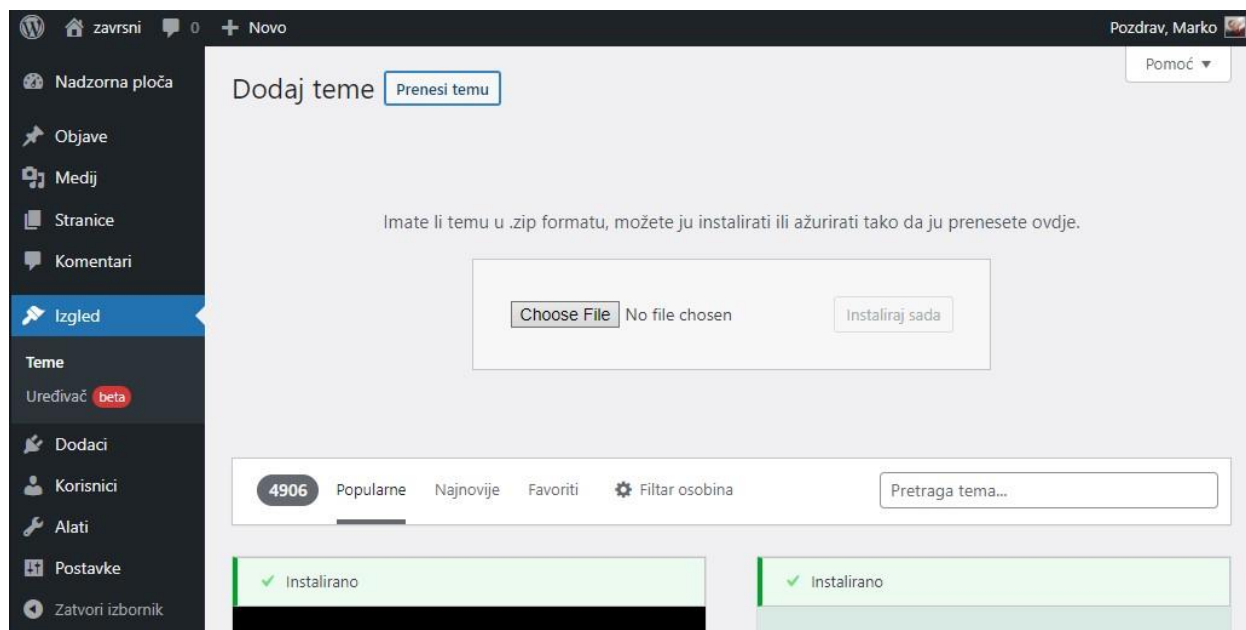 zavrsni 0 Novo Pozdrav, Marko
Pomoć
Nadzorna ploča
Objave
Medij
Stranice
Komentari
Izgled
Teme
Uređivač beta
Dodaci
Korisnici
Alati
Postavke
Zatvori izbornik
Dodaj teme Prenesi temu
Imate li temu u .zip formatu, možete ju instalirati ili ažurirati tako da ju prenesete ovdje.
Choose File No file chosen Instaliraj sada
4906 Popularne Najnovije Favoriti Filtar osobina Pretraga tema...
Instalirano Instalirano